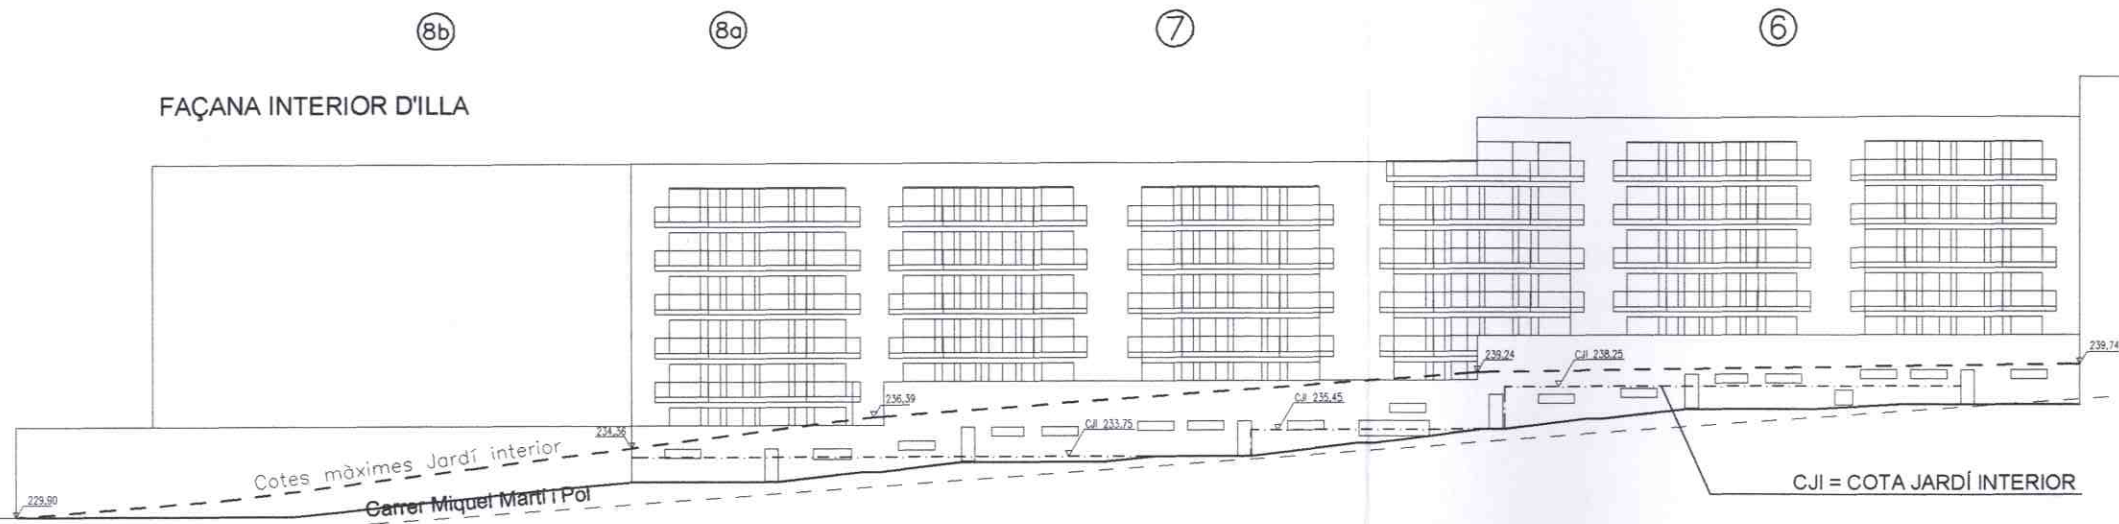 8b
8a
7
6
FAÇANA INTERIOR D'ILLA
239,74
239,24
CJI 238,25
236,39
CJI 235,45
234,36
CJI 233,75
Cotes màximes Jardí interior
CJI = COTA JARDÍ INTERIOR
229,90
Carrer Miquel Martí i Pol